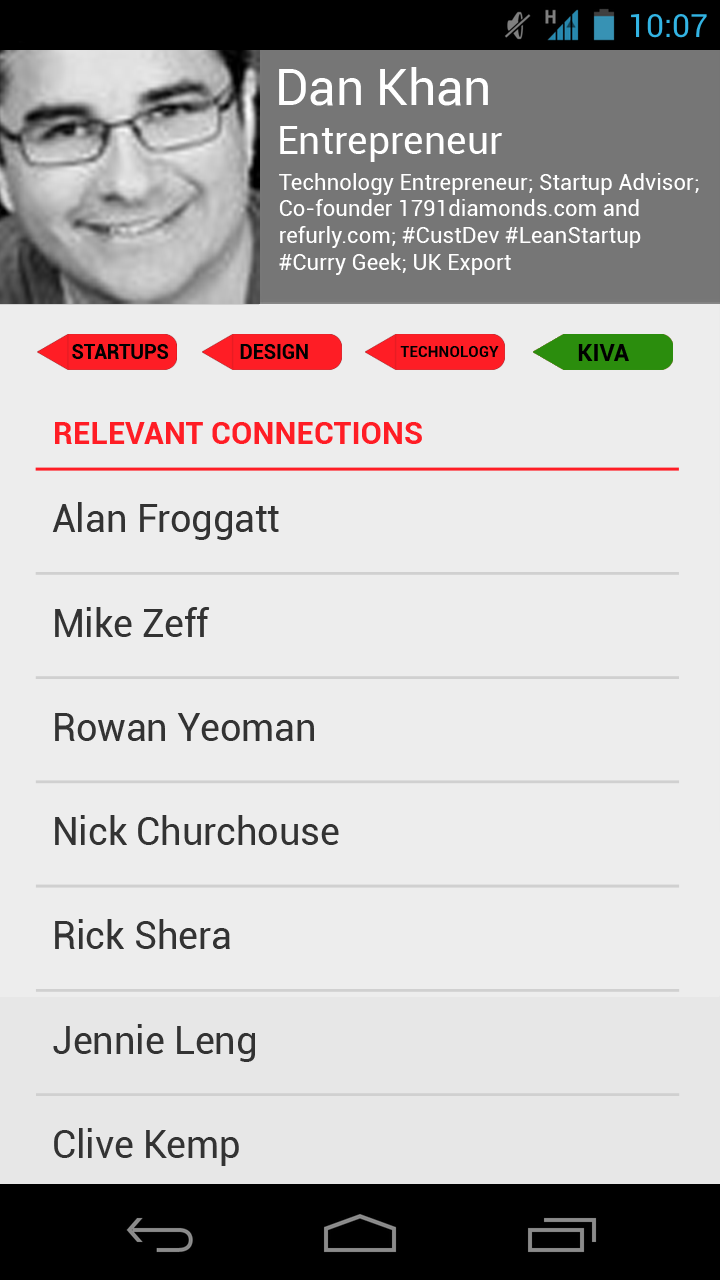 H 10:07
Dan Khan
Entrepreneur
Technology Entrepreneur; Startup Advisor;
Co-founder 1791diamonds.com and
refurly.com; #CustDev #LeanStartup
#Curry Geek; UK Export
STARTUPS DESIGN TECHNOLOGY KIVA
RELEVANT CONNECTIONS
Alan Froggatt
Mike Zeff
Rowan Yeoman
Nick Churchouse
Rick Shera
Jennie Leng
Clive Kemp